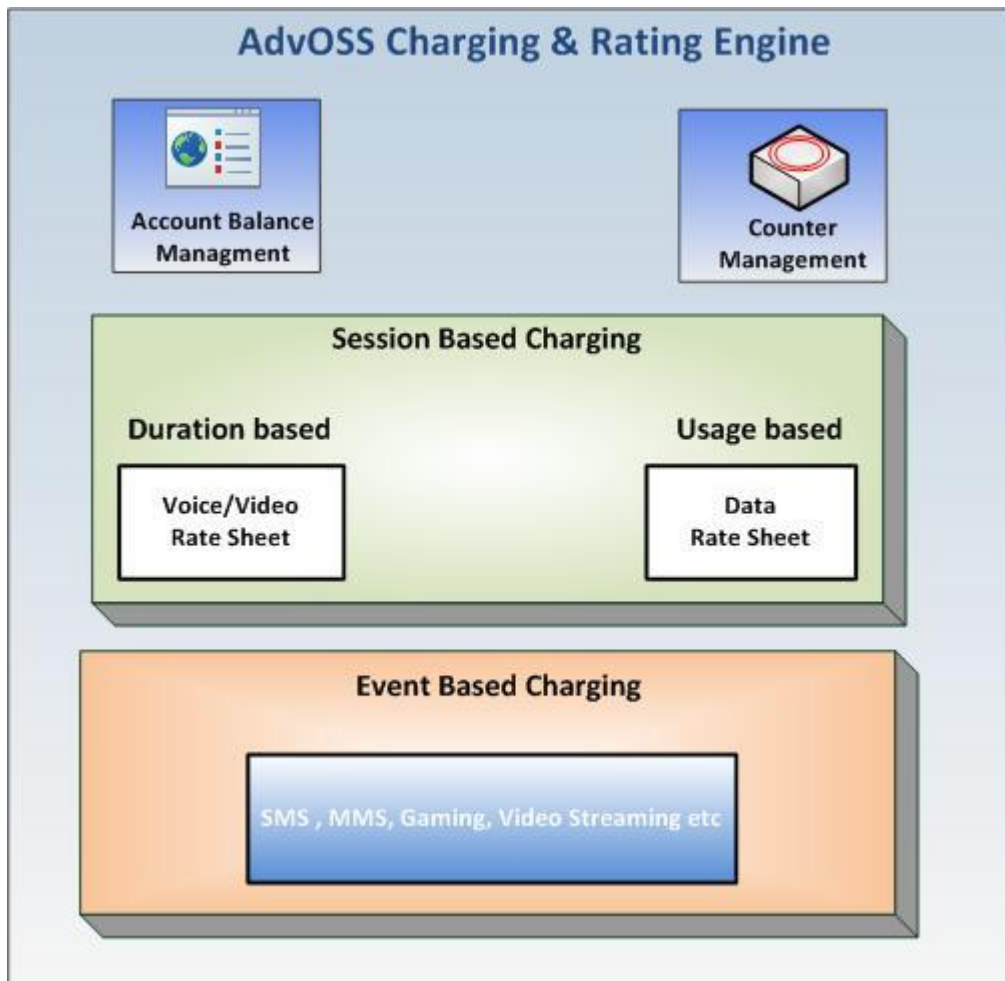 AdvOSS Charging & Rating Engine
Account Balance
Managment
Counter
Management
Session Based Charging
Duration based
Usage based
Voice/Video
Rate Sheet
Data
Rate Sheet
Event Based Charging
SMS , MMS, Gaming, Video Streaming etc